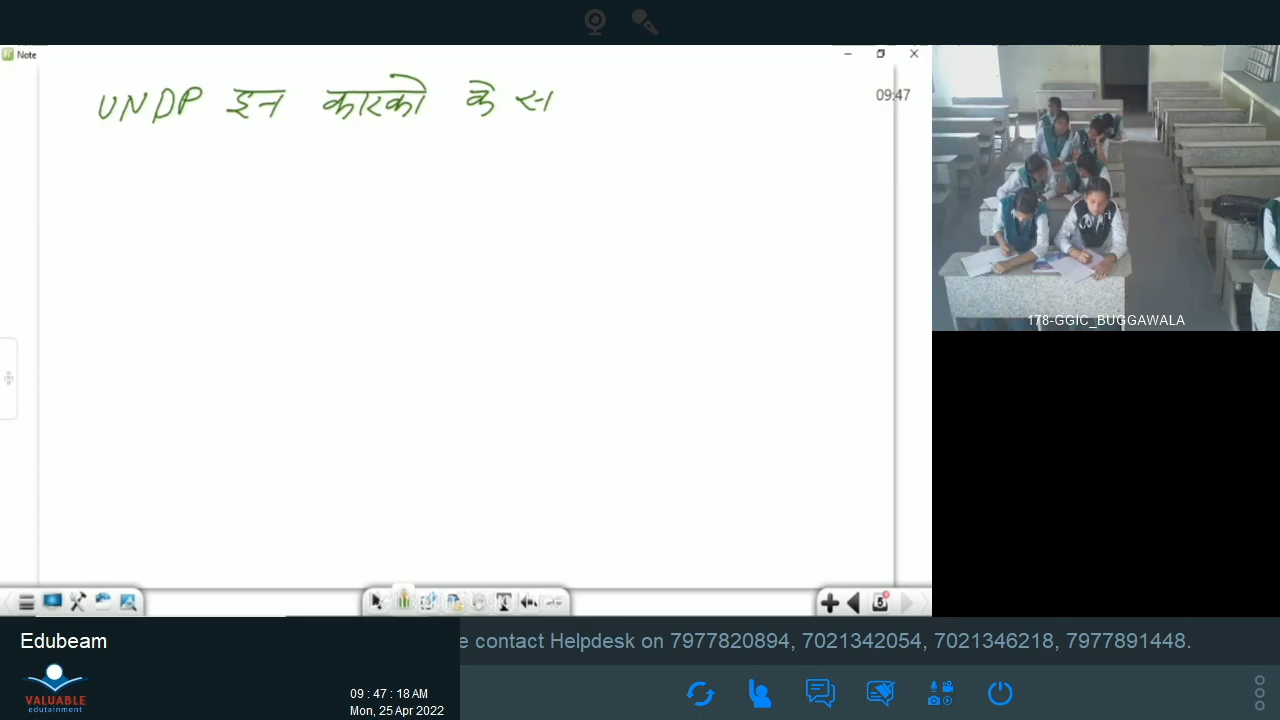 Note
UNDP इन कारको के स
09:47
178-GGIC_BUGGAWALA
5
Edubeam
e contact Helpdesk on 7977820894, 7021342054, 7021346218, 7977891448.
VALUABLE
edutainment
09 : 47 : 18 AM
Mon, 25 Apr 2022